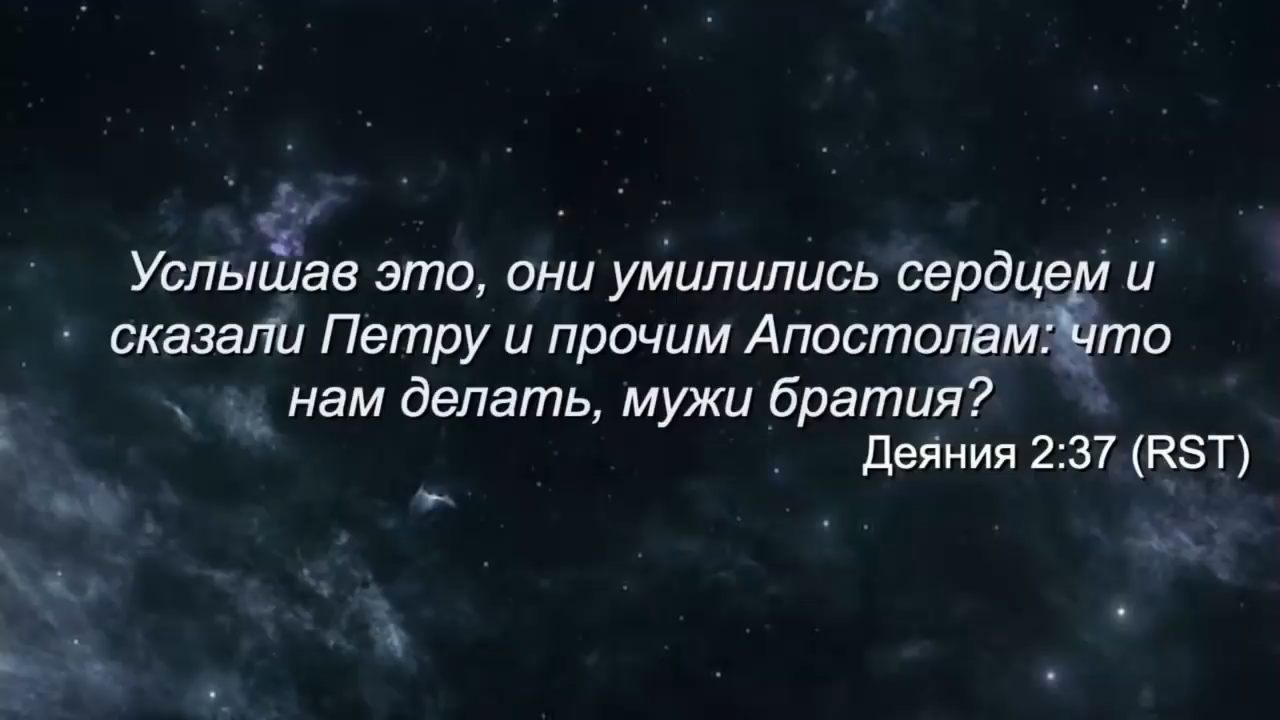 Услышав это, они умилились сердцем и
сказали Петру и прочим Апостолам: что
нам делать, мужи братия?
Деяния 2:37 (RST)